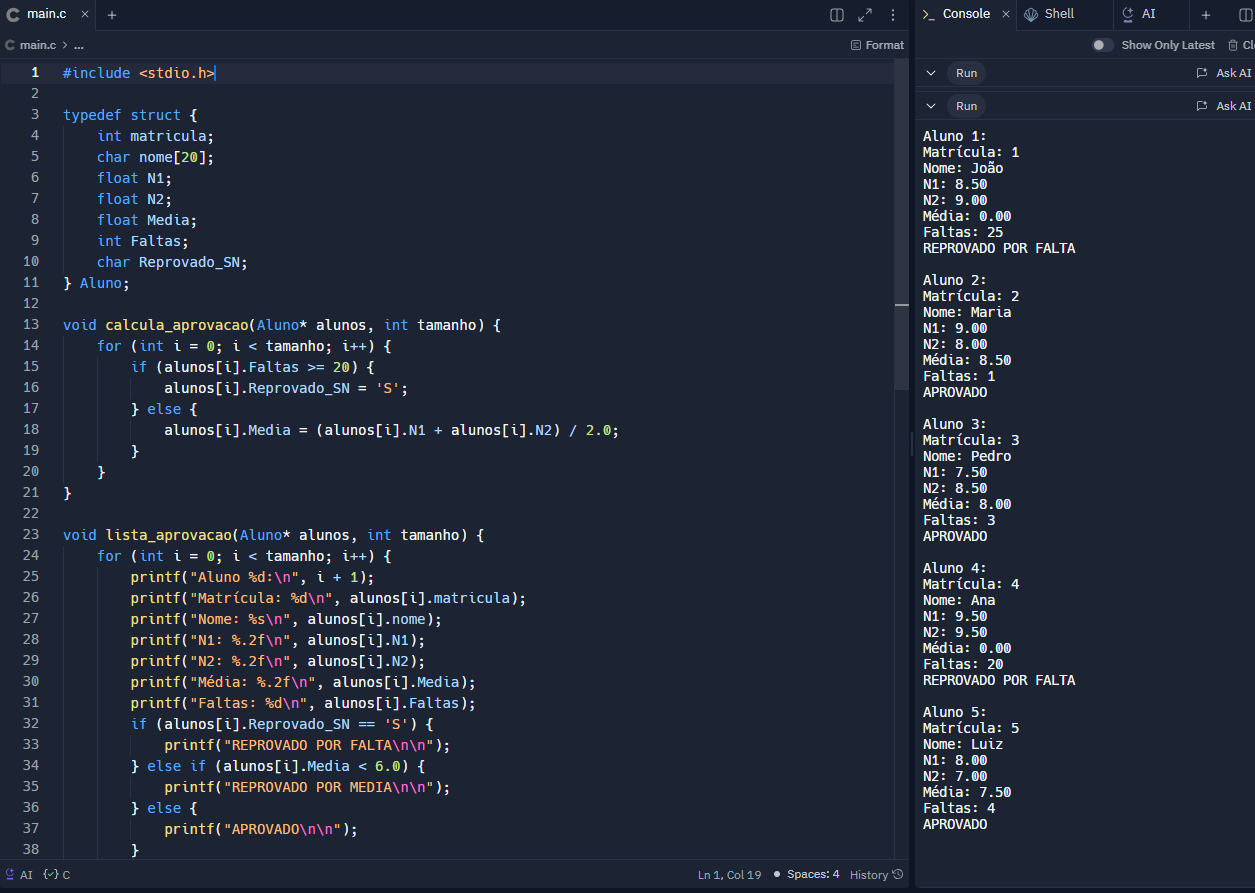 main.c × +
main.c > ...
Format
1 #include <stdio.h>
2
3 typedef struct {
4     int matricula;
5     char nome[20];
6     float N1;
7     float N2;
8     float Media;
9     int Faltas;
10     char Reprovado_SN;
11 } Aluno;
12
13 void calcula_aprovacao(Aluno* alunos, int tamanho) {
14     for (int i = 0; i < tamanho; i++) {
15         if (alunos[i].Faltas >= 20) {
16             alunos[i].Reprovado_SN = 'S';
17         } else {
18             alunos[i].Media = (alunos[i].N1 + alunos[i].N2) / 2.0;
19         }
20     }
21 }
22
23 void lista_aprovacao(Aluno* alunos, int tamanho) {
24     for (int i = 0; i < tamanho; i++) {
25         printf("Aluno %d:\n", i + 1);
26         printf("Matrícula: %d\n", alunos[i].matricula);
27         printf("Nome: %s\n", alunos[i].nome);
28         printf("N1: %.2f\n", alunos[i].N1);
29         printf("N2: %.2f\n", alunos[i].N2);
30         printf("Média: %.2f\n", alunos[i].Media);
31         printf("Faltas: %d\n", alunos[i].Faltas);
32         if (alunos[i].Reprovado_SN == 'S') {
33             printf("REPROVADO POR FALTA\n\n");
34         } else if (alunos[i].Media < 6.0) {
35             printf("REPROVADO POR MEDIA\n\n");
36         } else {
37             printf("APROVADO\n\n");
38         }
AI C
Ln 1, Col 19 Spaces: 4 History
Console × Shell AI +
Show Only Latest Cl
Run Ask AI
Run Ask AI
Aluno 1:
Matrícula: 1
Nome: João
N1: 8.50
N2: 9.00
Média: 0.00
Faltas: 25
REPROVADO POR FALTA
Aluno 2:
Matrícula: 2
Nome: Maria
N1: 9.00
N2: 8.00
Média: 8.50
Faltas: 1
APROVADO
Aluno 3:
Matrícula: 3
Nome: Pedro
N1: 7.50
N2: 8.50
Média: 8.00
Faltas: 3
APROVADO
Aluno 4:
Matrícula: 4
Nome: Ana
N1: 9.50
N2: 9.50
Média: 0.00
Faltas: 20
REPROVADO POR FALTA
Aluno 5:
Matrícula: 5
Nome: Luiz
N1: 8.00
N2: 7.00
Média: 7.50
Faltas: 4
APROVADO